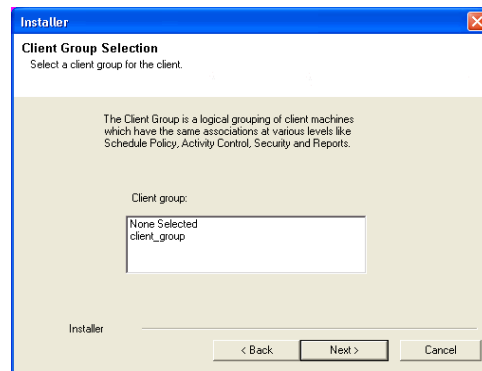 Installer
Client Group Selection
Select a client group for the client.
The Client Group is a logical grouping of client machines
which have the same associations at various levels like
Schedule Policy, Activity Control, Security and Reports.
Client group:
None Selected
client_group
Installer
< Back
Next >
Cancel